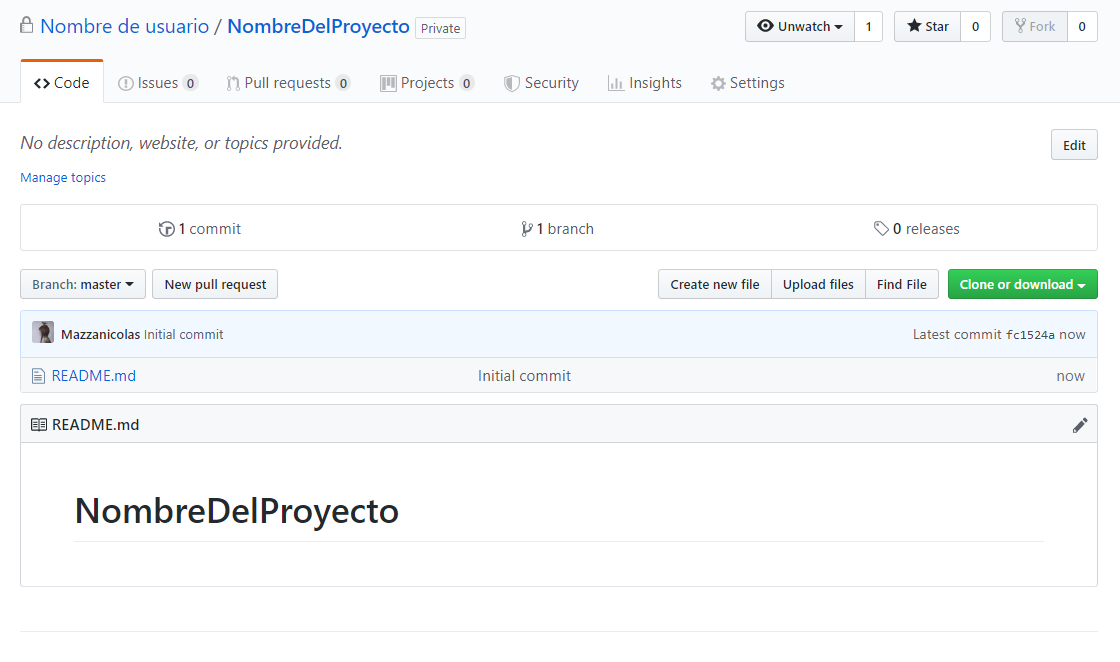 Nombre de usuario / NombreDelProyecto Private Unwatch 1 Star 0 Fork 0
Code Issues 0 Pull requests 0 Projects 0 Security Insights Settings
No description, website, or topics provided. Edit
Manage topics
1 commit 1 branch 0 releases
Branch: master New pull request Create new file Upload files Find File Clone or download
Mazzanicolas Initial commit Latest commit fc1524a now
README.md Initial commit now
README.md
NombreDelProyecto